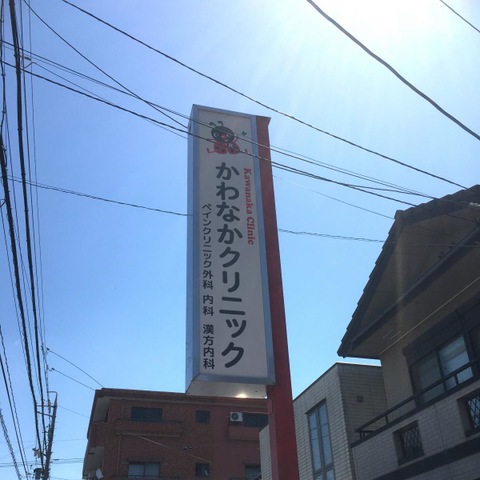 Kawanaka Clinic
かわなかクリニック
ペインクリニック外科 内科 漢方内科